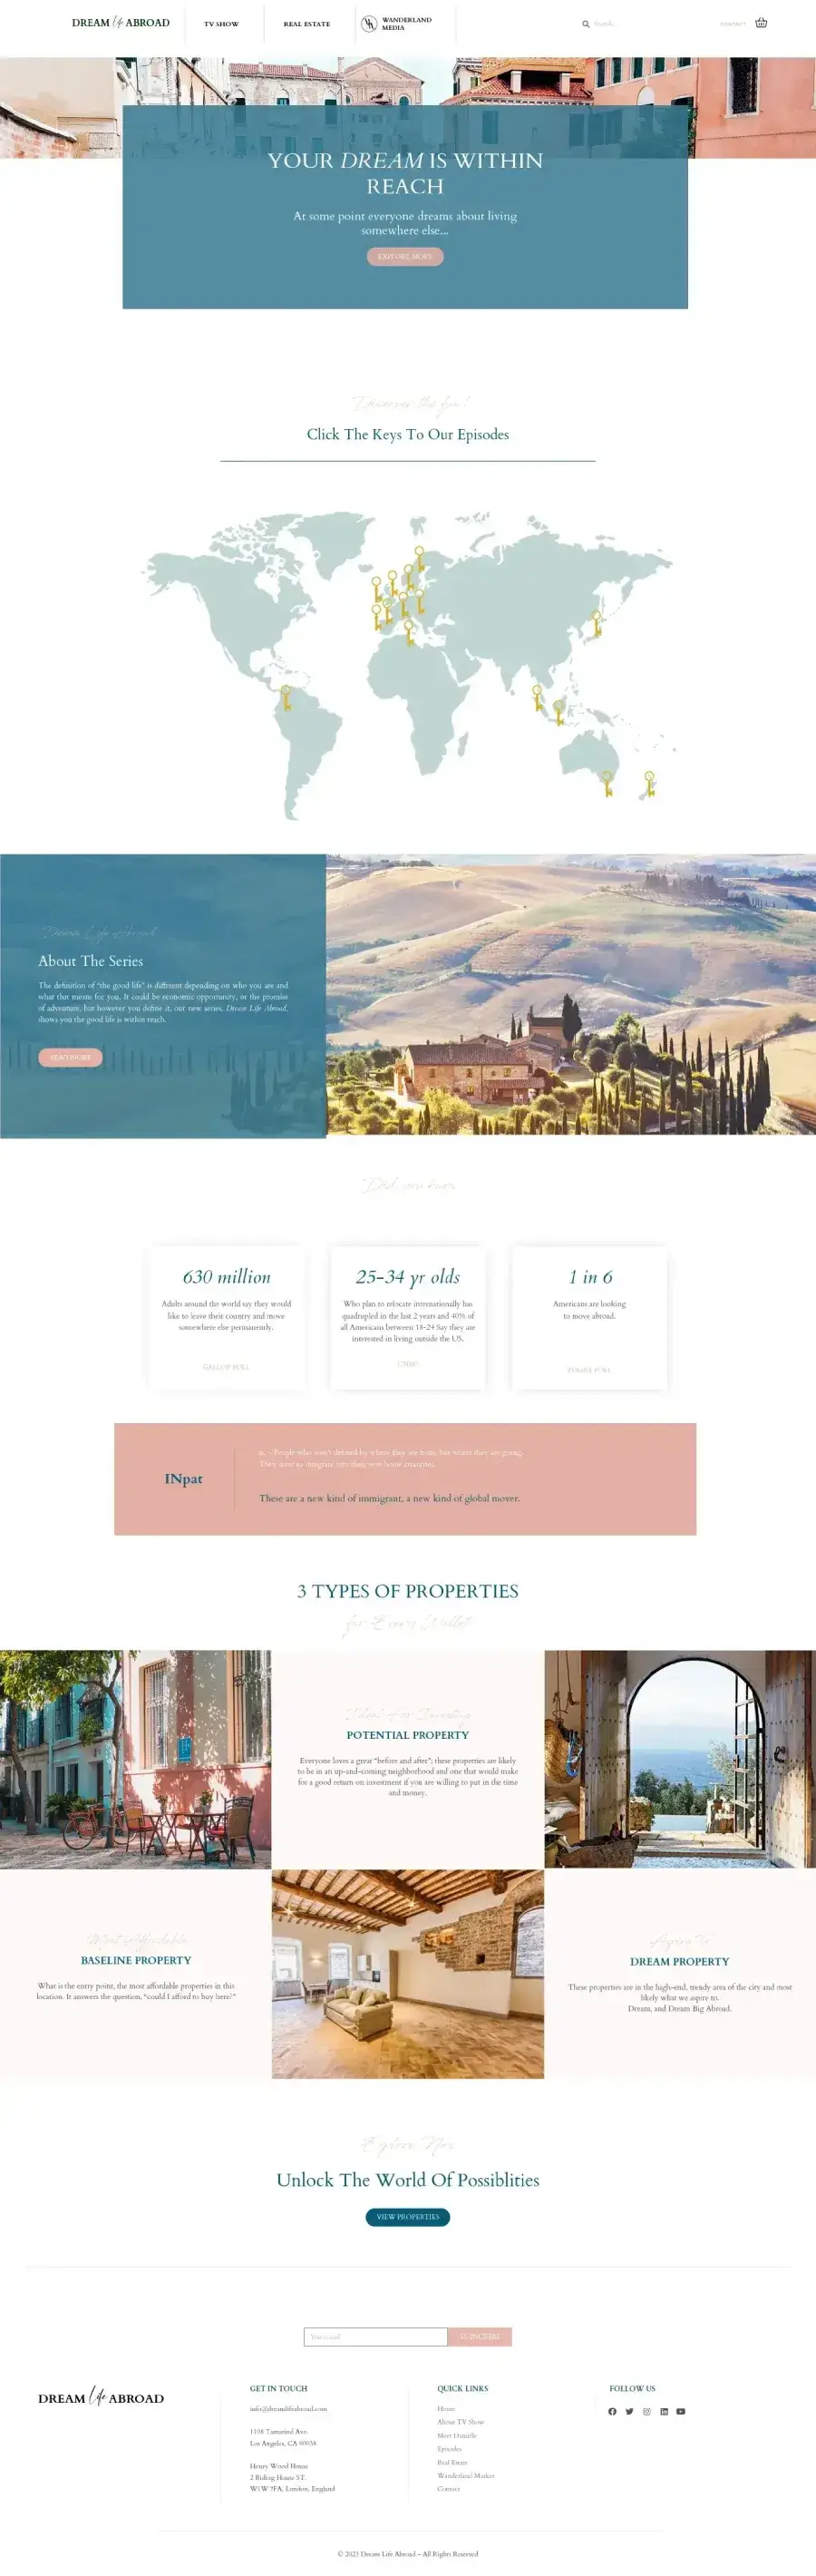 DREAM life ABROAD
TV SHOW
REAL ESTATE
WANDERLAND
MEDIA
Search...
CONTACT
YOUR DREAM IS WITHIN
REACH
At some point everyone dreams about living
somewhere else...
EXPLORE MORE
Discover the fun!
Click The Keys To Our Episodes
Dream Life Abroad
About The Series
The definition of "the good life" is different depending on who you are and
what that means for you. It could be economic opportunity, or the promise
of adventure, but however you define it, our new series, Dream Life Abroad,
shows you the good life is within reach.
READ MORE
Did you know
630 million
Adults around the world say they would
like to leave their country and move
somewhere else permanently.
GALLOP POLL
25-34 yr olds
Who plan to relocate internationally has
quadrupled in the last 2 years and 40% of
all Americans between 18-24 Say they are
interested in living outside the US.
CNBC
1 in 6
Americans are looking
to move abroad.
ZOGBY POLL
INpat
n. - People who aren't defined by where they are from, but where they are going.
They want to integrate into their new home countries.
These are a new kind of immigrant, a new kind of global mover.
3 TYPES OF PROPERTIES
for Every Wallet
Ideal For Investing
POTENTIAL PROPERTY
Everyone loves a great "before and after"; these properties are likely
to be in an up-and-coming neighborhood and one that would make
for a good return on investment if you are willing to put in the time
and money.
Most Affordable
BASELINE PROPERTY
What is the entry point, the most affordable properties in this
location. It answers the question, "could I afford to buy here?"
Aspire To
DREAM PROPERTY
These properties are in the high-end, trendy area of the city and most
likely what we aspire to.
Dream, and Dream Big Abroad.
Explore Now
Unlock The World Of Possiblities
VIEW PROPERTIES
Your email
SUBSCRIBE
DREAM life ABROAD
GET IN TOUCH
info@dreamlifeabroad.com
1108 Tamarind Ave.
Los Angeles, CA 90038
Henry Wood House
2 Riding House ST.
W1W 7FA, London, England
QUICK LINKS
Home
About TV Show
Meet Danielle
Episodes
Real Estate
Wanderland Market
Contact
FOLLOW US
© 2023 Dream Life Abroad – All Rights Reserved